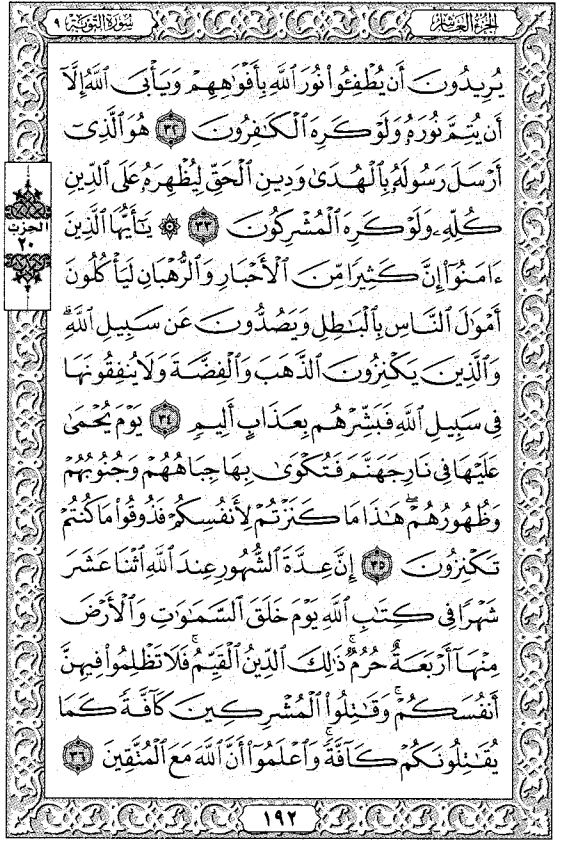 الجزء العاشر
سورة التوبة ٩
يُرِيدُونَ أَن يُطْفِـُٔوا۟ نُورَ ٱللَّهِ بِأَفْوَٰهِهِمْ وَيَأْبَى ٱللَّهُ إِلَّآ
أَن يُتِمَّ نُورَهُۥ وَلَوْ كَرِهَ ٱلْكَٰفِرُونَ ٣٢ هُوَ ٱلَّذِىٓ
أَرْسَلَ رَسُولَهُۥ بِٱلْهُدَىٰ وَدِينِ ٱلْحَقِّ لِيُظْهِرَهُۥ عَلَى ٱلدِّينِ
كُلِّهِۦ وَلَوْ كَرِهَ ٱلْمُشْرِكُونَ ٣٣ ۞ يَٰٓأَيُّهَا ٱلَّذِينَ
الحزب
٢٠
ءَامَنُوٓا۟ إِنَّ كَثِيرًا مِّنَ ٱلْأَحْبَارِ وَٱلرُّهْبَانِ لَيَأْكُلُونَ
أَمْوَٰلَ ٱلنَّاسِ بِٱلْبَٰطِلِ وَيَصُدُّونَ عَن سَبِيلِ ٱللَّهِ ۗ
وَٱلَّذِينَ يَكْنِزُونَ ٱلذَّهَبَ وَٱلْفِضَّةَ وَلَا يُنفِقُونَهَا
فِى سَبِيلِ ٱللَّهِ فَبَشِّرْهُم بِعَذَابٍ أَلِيمٍ ٣٤ يَوْمَ يُحْمَىٰ
عَلَيْهَا فِى نَارِ جَهَنَّمَ فَتُكْوَىٰ بِهَا جِبَاهُهُمْ وَجُنُوبُهُمْ
وَظُهُورُهُمْ ۖ هَٰذَا مَا كَنَزْتُمْ لِأَنفُسِكُمْ فَذُوقُوا۟ مَا كُنتُمْ
تَكْنِزُونَ ٣٥ إِنَّ عِدَّةَ ٱلشُّهُورِ عِندَ ٱللَّهِ ٱثْنَا عَشَرَ
شَهْرًا فِى كِتَٰبِ ٱللَّهِ يَوْمَ خَلَقَ ٱلسَّمَٰوَٰتِ وَٱلْأَرْضَ
مِنْهَآ أَرْبَعَةٌ حُرُمٌ ۚ ذَٰلِكَ ٱلدِّينُ ٱلْقَيِّمُ ۚ فَلَا تَظْلِمُوا۟ فِيهِنَّ
أَنفُسَكُمْ ۚ وَقَٰتِلُوا۟ ٱلْمُشْرِكِينَ كَآفَّةً كَمَا
يُقَٰتِلُونَكُمْ كَآفَّةً ۚ وَٱعْلَمُوٓا۟ أَنَّ ٱللَّهَ مَعَ ٱلْمُتَّقِينَ ٣٦
١٩٢